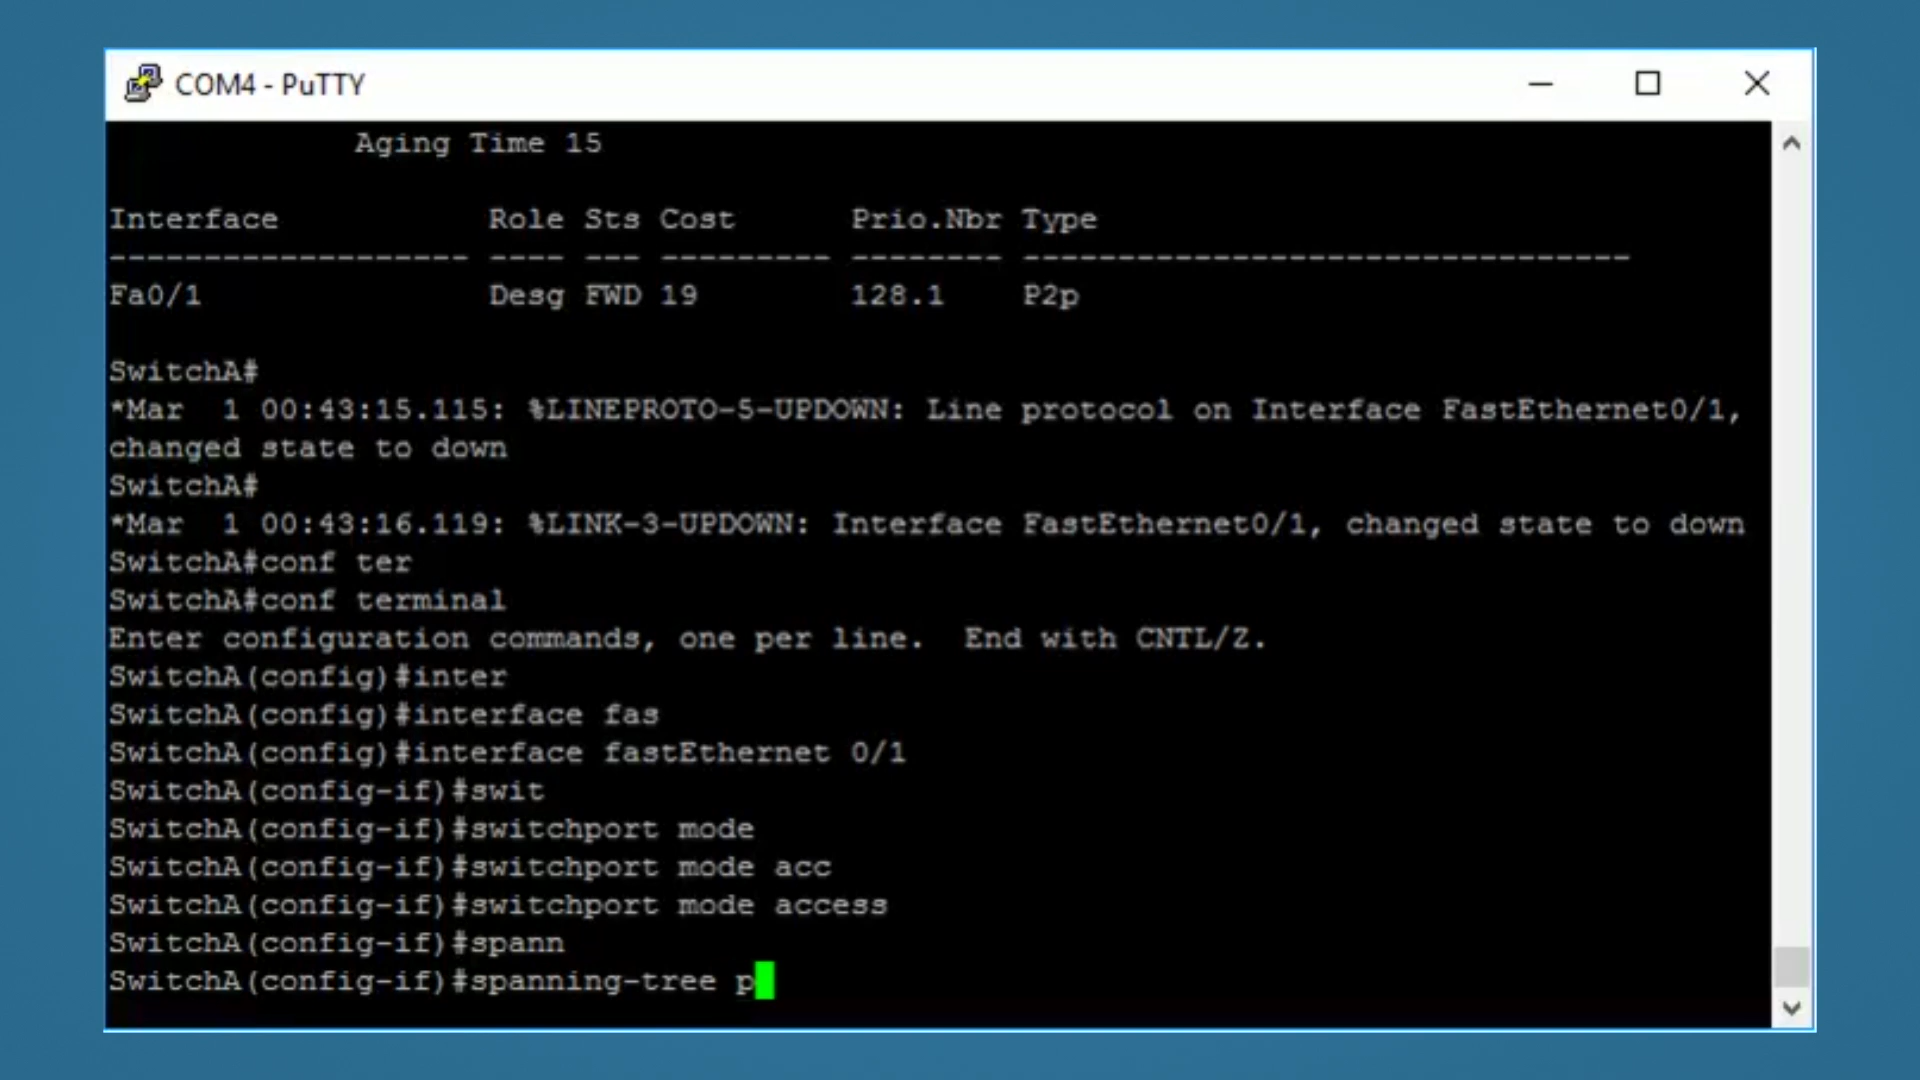 COM4 - PuTTY
Aging Time 15
Interface Role Sts Cost Prio.Nbr Type
------------------- ---- --- --------- -------- --------------------------------
Fa0/1 Desg FWD 19 128.1 P2p
SwitchA#
*Mar  1 00:43:15.115: %LINEPROTO-5-UPDOWN: Line protocol on Interface FastEthernet0/1,
changed state to down
SwitchA#
*Mar  1 00:43:16.119: %LINK-3-UPDOWN: Interface FastEthernet0/1, changed state to down
SwitchA#conf ter
SwitchA#conf terminal
Enter configuration commands, one per line.  End with CNTL/Z.
SwitchA(config)#inter
SwitchA(config)#interface fas
SwitchA(config)#interface fastEthernet 0/1
SwitchA(config-if)#swit
SwitchA(config-if)#switchport mode
SwitchA(config-if)#switchport mode acc
SwitchA(config-if)#switchport mode access
SwitchA(config-if)#spann
SwitchA(config-if)#spanning-tree p